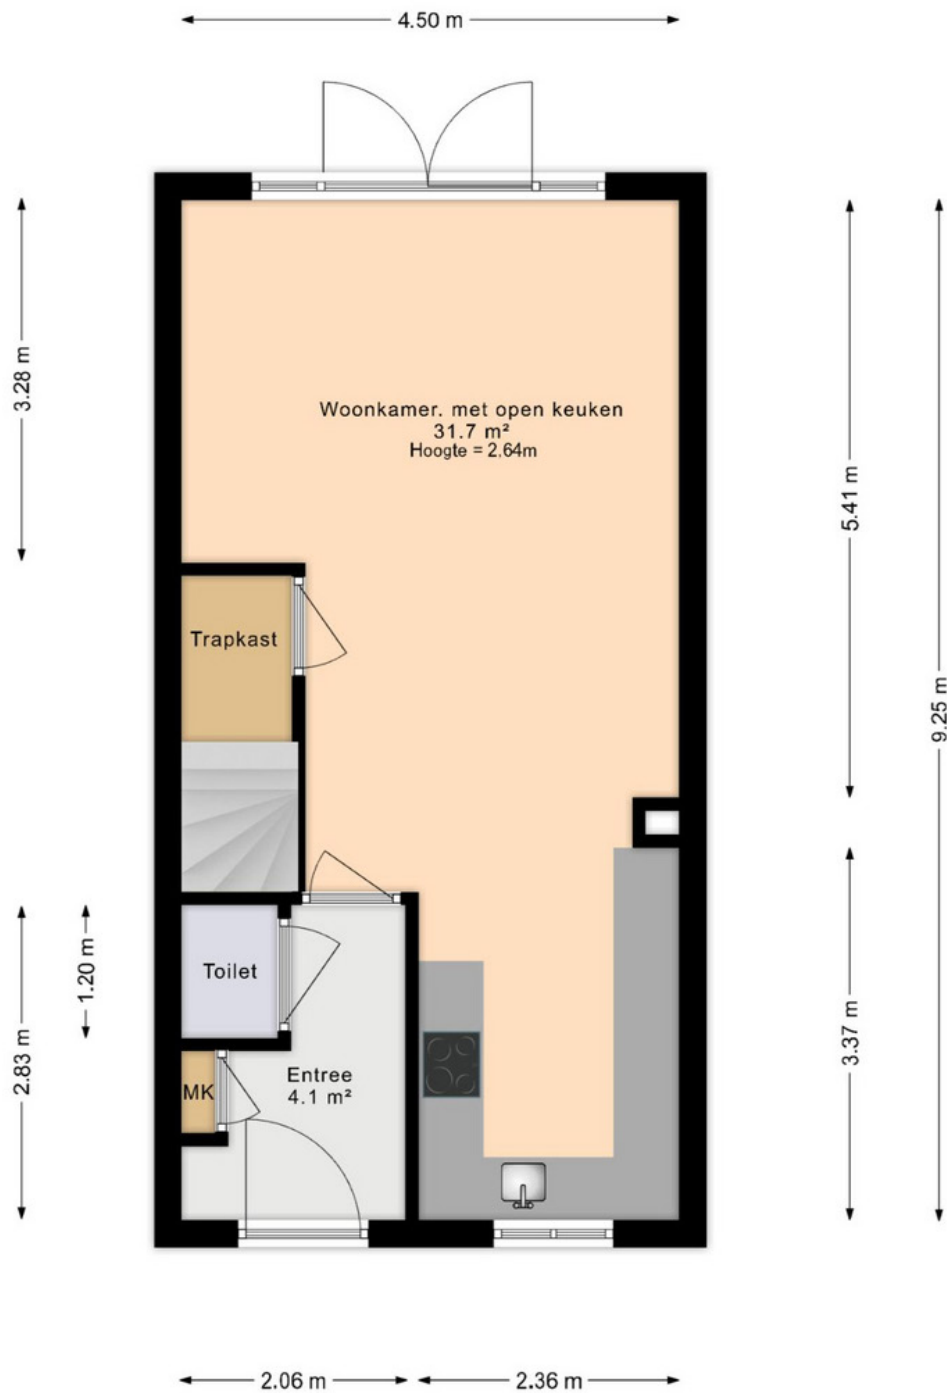 4.50 m
3.28 m
Woonkamer. met open keuken
31.7 m²
Hoogte = 2.64m
5.41 m
9.25 m
Trapkast
Toilet
1.20 m
2.83 m
3.37 m
MK
Entree
4.1 m²
2.06 m
2.36 m